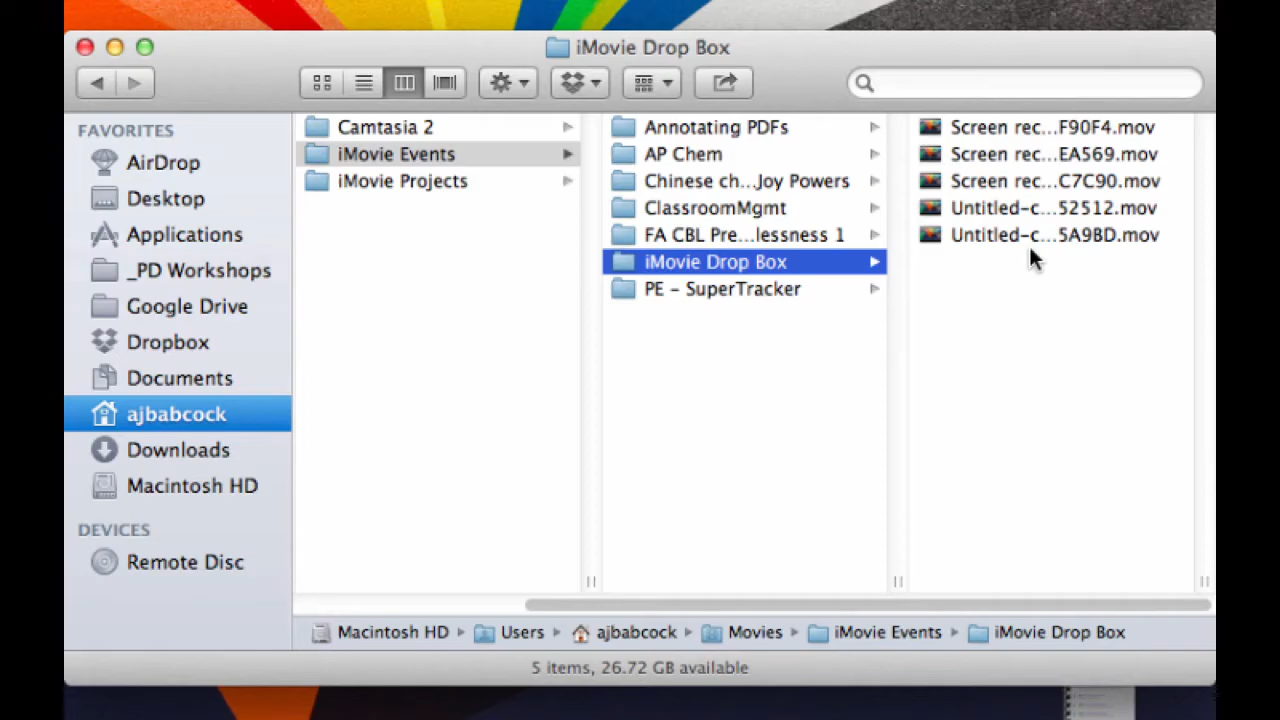 iMovie Drop Box
FAVORITES
AirDrop
Desktop
Applications
_PD Workshops
Google Drive
Dropbox
Documents
ajbabcock
Downloads
Macintosh HD
DEVICES
Remote Disc
Camtasia 2
iMovie Events
iMovie Projects
Annotating PDFs
AP Chem
Chinese ch...Joy Powers
ClassroomMgmt
FA CBL Pre...lessness 1
iMovie Drop Box
PE – SuperTracker
Screen rec...F90F4.mov
Screen rec...EA569.mov
Screen rec...C7C90.mov
Untitled-c...52512.mov
Untitled-c...5A9BD.mov
Macintosh HD Users ajbabcock Movies iMovie Events iMovie Drop Box
5 items, 26.72 GB available